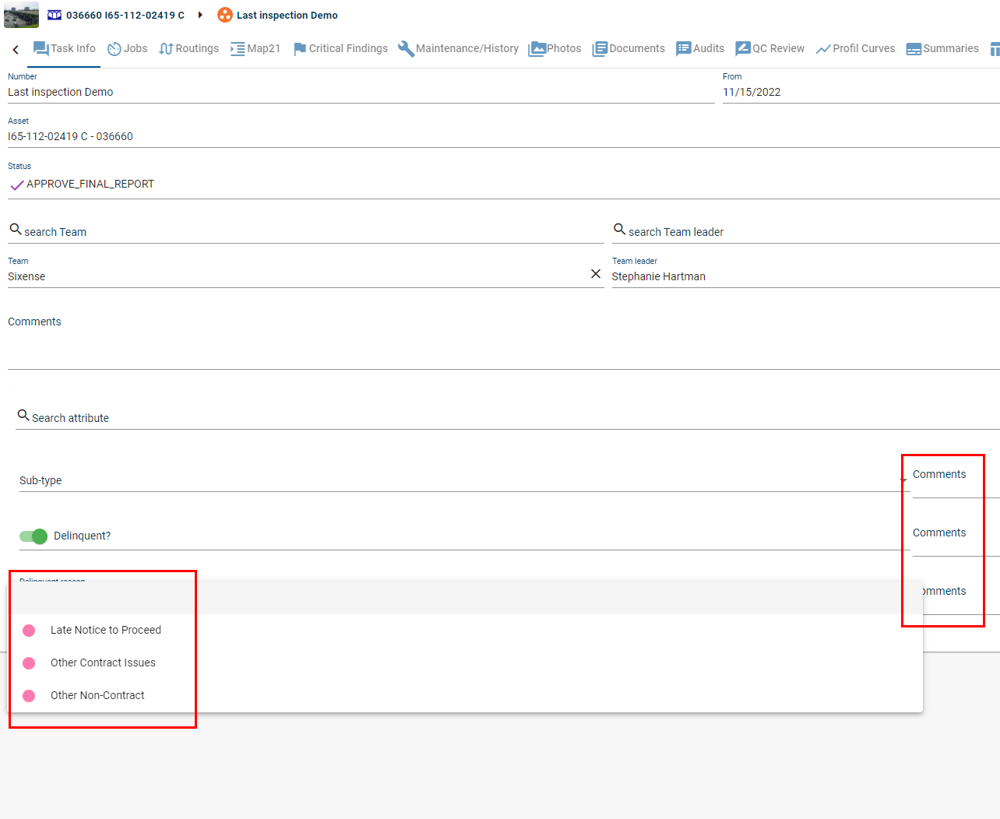 036660 I65-112-02419 C Last inspection Demo
Task Info Jobs Routings Map21 Critical Findings Maintenance/History Photos Documents Audits QC Review Profil Curves Summaries
Number From
Last inspection Demo 11/15/2022
Asset
I65-112-02419 C - 036660
Status
APPROVE_FINAL_REPORT
search Team search Team leader
Team Team leader
Sixense Stephanie Hartman
Comments
Search attribute
Sub-type Comments
Delinquent? Comments
Delinquent reason
omments
Late Notice to Proceed
Other Contract Issues
Other Non-Contract